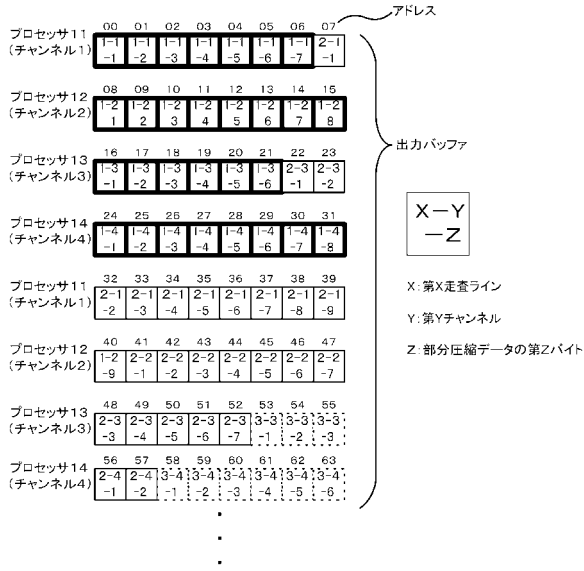 アドレス
00 01 02 03 04 05 06 07
プロセッサ11
(チャンネル1)
1-1 1-1 1-1 1-1 1-1 1-1 1-1 2-1
-1 -2 -3 -4 -5 -6 -7 -1
08 09 10 11 12 13 14 15
プロセッサ12
(チャンネル2)
1-2 1-2 1-2 1-2 1-2 1-2 1-2 1-2
1 2 3 4 5 6 7 8
16 17 18 19 20 21 22 23
プロセッサ13
(チャンネル3)
1-3 1-3 1-3 1-3 1-3 1-3 2-3 2-3
-1 -2 -3 -4 -5 -6 -1 -2
24 25 26 27 28 29 30 31
プロセッサ14
(チャンネル4)
1-4 1-4 1-4 1-4 1-4 1-4 1-4 1-4
-1 -2 -3 -4 -5 -6 -7 -8
32 33 34 35 36 37 38 39
プロセッサ11
(チャンネル1)
2-1 2-1 2-1 2-1 2-1 2-1 2-1 2-1
-2 -3 -4 -5 -6 -7 -8 -9
40 41 42 43 44 45 46 47
プロセッサ12
(チャンネル2)
1-2 2-2 2-2 2-2 2-2 2-2 2-2 2-2
-9 -1 -2 -3 -4 -5 -6 -7
48 49 50 51 52 53 54 55
プロセッサ13
(チャンネル3)
2-3 2-3 2-3 2-3 2-3 3-3 3-3 3-3
-3 -4 -5 -6 -7 -1 -2 -3
56 57 58 59 60 61 62 63
プロセッサ14
(チャンネル4)
2-4 2-4 3-4 3-4 3-4 3-4 3-4 3-4
-1 -2 -1 -2 -3 -4 -5 -6
出力バッファ
X-Y
-Z
X:第X走査ライン
Y:第Yチャンネル
Z:部分圧縮データの第Zバイト